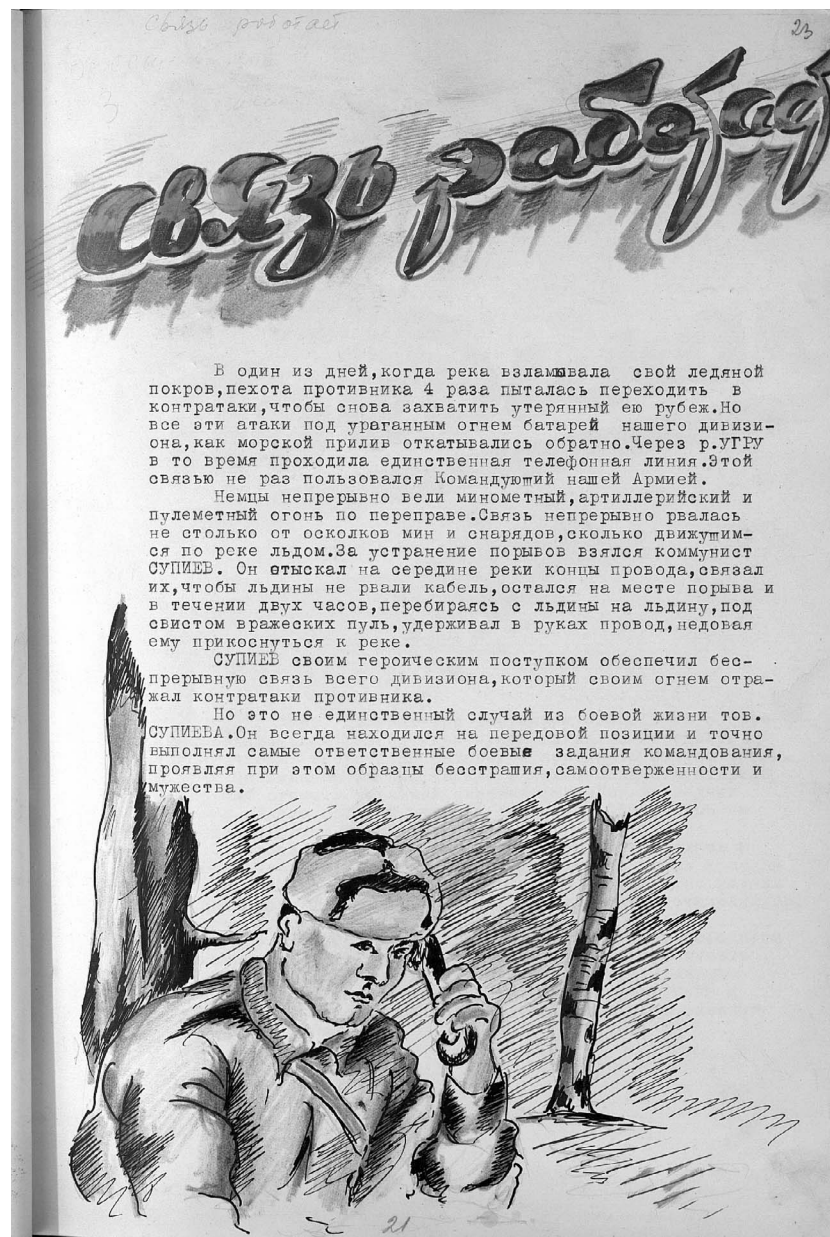 Связь работает
23
связь работае
В один из дней,когда река взламывала свой ледяной
покров,пехота противника 4 раза пыталась переходить в
контратаки,чтобы снова захватить утерянный ею рубеж.Но
все эти атаки под ураганным огнем батарей нашего дивизи-
она,как морской прилив откатывались обратно.Через р.УГРУ
в то время проходила единственная телефонная линия.Этой
связью не раз пользовался Командующий нашей Армией.
Немцы непрерывно вели минометный,артиллерийский и
пулеметный огонь по переправе.Связь непрерывно рвалась
не столько от осколков мин и снарядов,сколько движущим-
ся по реке льдом.За устранение порывов взялся коммунист
СУПИЕВ. Он отыскал на середине реки концы провода,связал
их,чтобы льдины не рвали кабель,остался на месте порыва и
в течении двух часов,перебираясь с льдины на льдину,под
свистом вражеских пуль,удерживал в руках провод,недовая
ему прикоснуться к реке.
СУПИЕВ своим героическим поступком обеспечил бес-
прерывную связь всего дивизиона,который своим огнем отра-
жал контратаки противника.
Но это не единственный случай из боевой жизни тов.
СУПИЕВА.Он всегда находился на передовой позиции и точно
выполнял самые ответственные боевые задания командования,
проявляя при этом образцы бесстрашия,самоотверженности и
мужества.
21